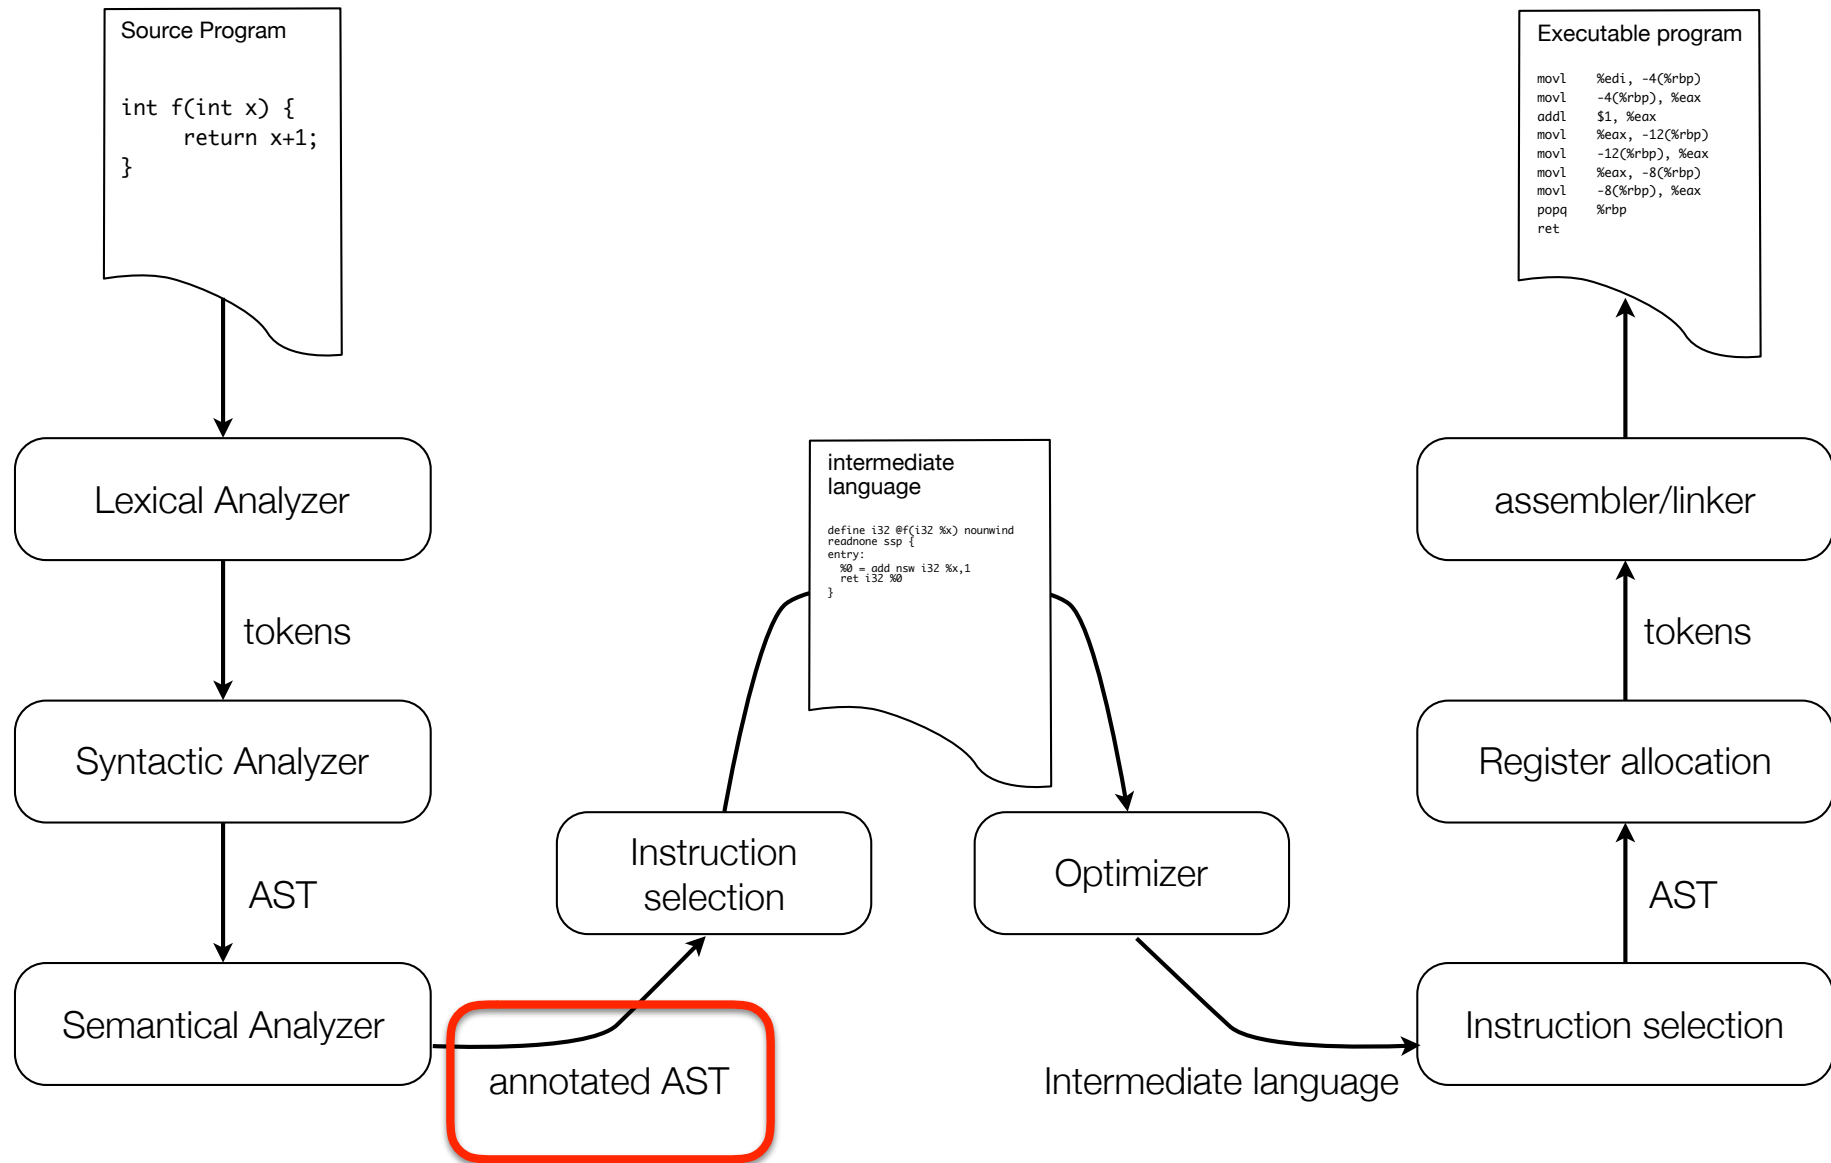 Source Program
int f(int x) {
return x+1;
}
Lexical Analyzer
tokens
Syntactic Analyzer
AST
Semantical Analyzer
annotated AST
Instruction
selection
intermediate
language
define i32 @f(i32 %x) nounwind
readnone ssp {
entry:
%0 = add nsw i32 %x,1
ret i32 %0
}
Optimizer
Intermediate language
Instruction selection
AST
Register allocation
tokens
assembler/linker
Executable program
movl %edi, -4(%rbp)
movl -4(%rbp), %eax
addl $1, %eax
movl %eax, -12(%rbp)
movl -12(%rbp), %eax
movl %eax, -8(%rbp)
movl -8(%rbp), %eax
popq %rbp
ret